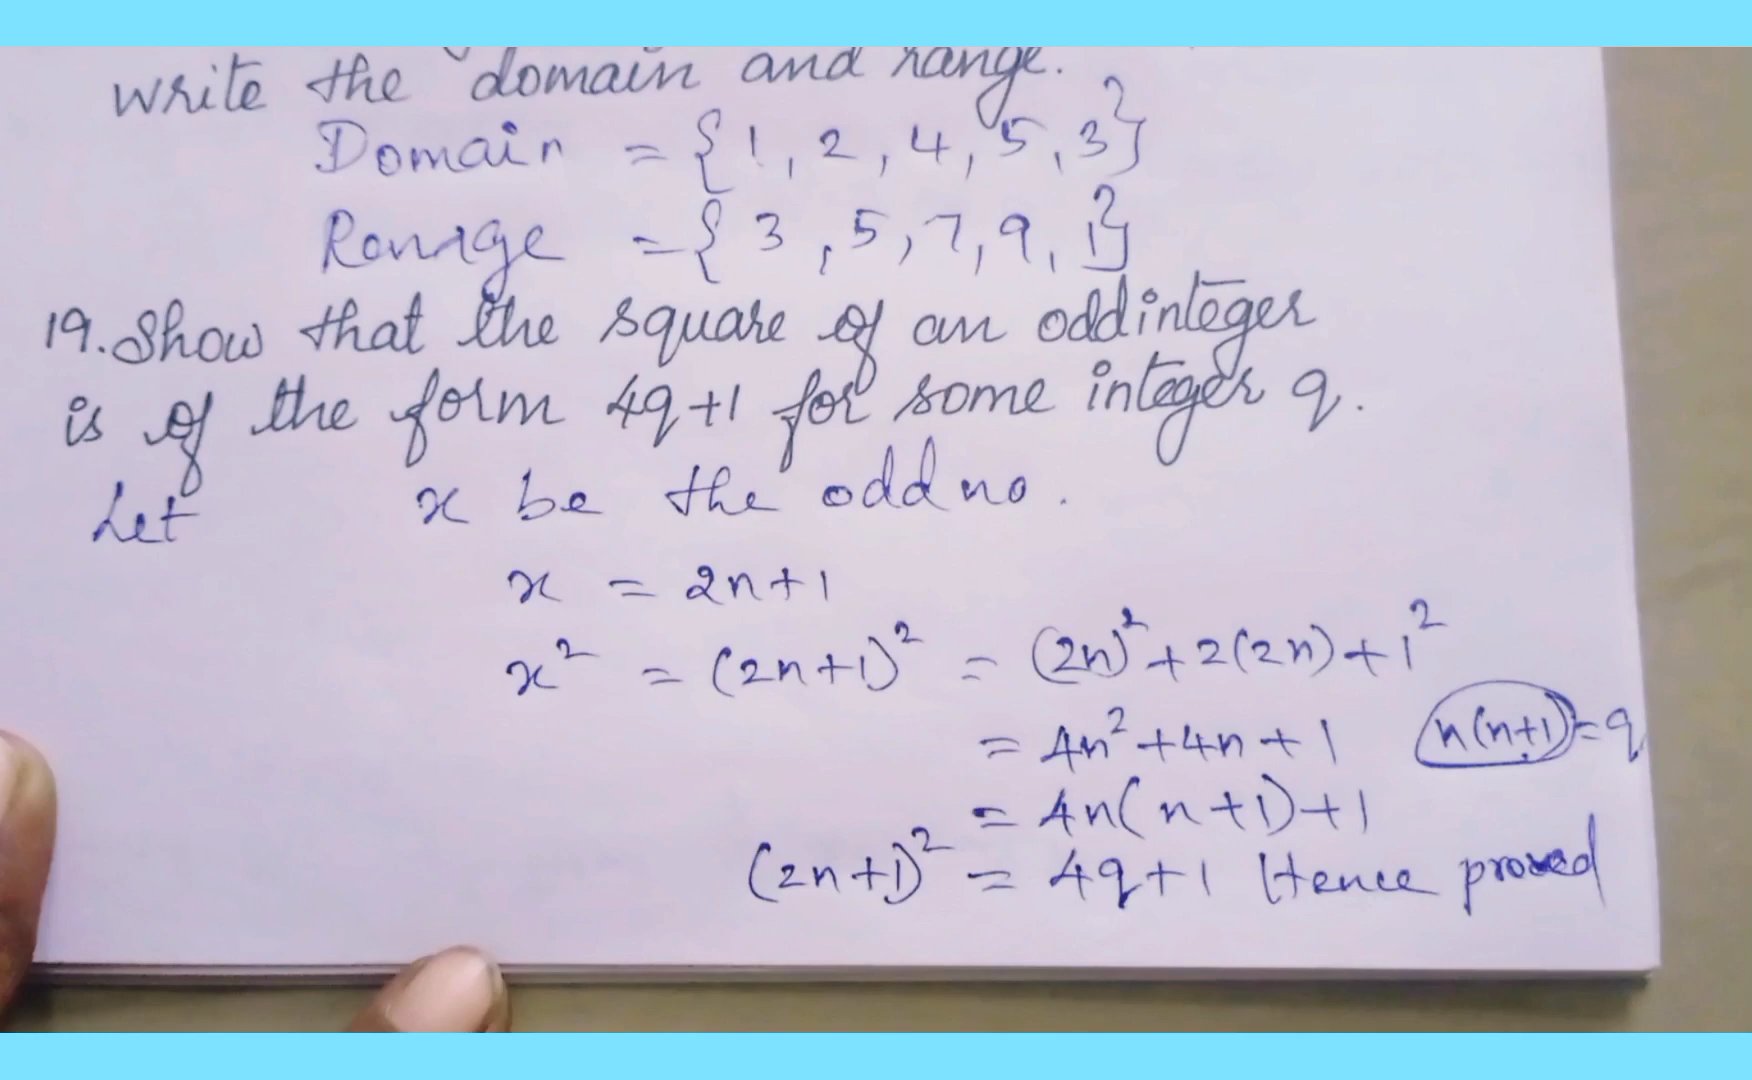 write the domain and range.
Domain = {1, 2, 4, 5, 3}
Range = {3, 5, 7, 9, 1}
19. Show that the square of an odd integer
is of the form 4q+1 for some integer q.
Let x be the odd no.
x = 2n+1
x² = (2n+1)² = (2n)² + 2(2n) + 1²
= 4n² + 4n + 1 n(n+1) = q
= 4n(n+1)+1
(2n+1)² = 4q+1 Hence proved